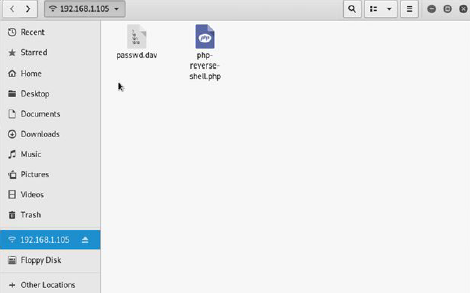 192.168.1.105
Recent
Starred
Home
Desktop
Documents
Downloads
Music
Pictures
Videos
Trash
192.168.1.105
Floppy Disk
+ Other Locations
passwd.dav
php
php-
reverse-
shell.php